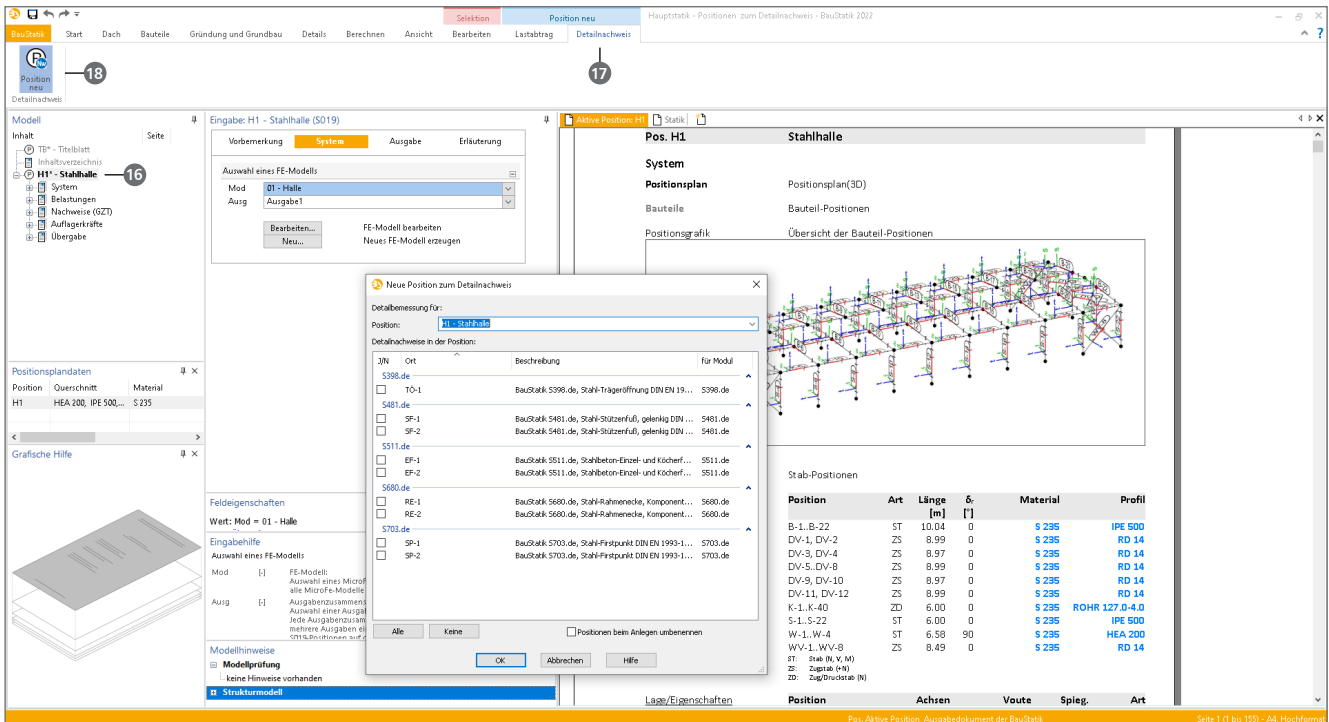 Selektion
Position neu
Hauptstatik - Positionen zum Detailnachweis - BauStatik 2022
BauStatik
Start
Dach
Bauteile
Gründung und Grundbau
Details
Berechnen
Ansicht
Bearbeiten
Lastabtrag
Detailnachweis
?
Position
neu
Detailnachweis
18
17
Modell
Inhalt Seite
TB* - Titelblatt
Inhaltsverzeichnis
H1* - Stahlhalle
16
System
Belastungen
Nachweise (GZT)
Auflagerkräfte
Übergabe
Positionsplandaten
Position Querschnitt Material
H1 HEA 200, IPE 500,... S 235
Grafische Hilfe
Eingabe: H1 - Stahlhalle (S019)
Vorbemerkung System Ausgabe Erläuterung
Auswahl eines FE-Modells
Mod 01 - Halle
Ausg Ausgabe1
Bearbeiten... FE-Modell bearbeiten
Neu... Neues FE-Modell erzeugen
Feldeigenschaften
Wert: Mod = 01 - Halle
Eingabehilfe
Auswahl eines FE-Modells
Mod [-] FE-Modell:
Auswahl eines MicroF
alle MicroFe-Modelle
Ausg [-] Ausgabenzusammens
Auswahl einer Ausgal
Jede Ausgabenzusam
mehrere Ausgaben ei
S019-Positionen auf
Modellhinweise
Modellprüfung
keine Hinweise vorhanden
Strukturmodell
Neue Position zum Detailnachweis
Detailbemessung für:
Position: H1 - Stahlhalle
Detailnachweise in der Position:
J/N Ort Beschreibung für Modul
S398.de
TÖ-1 BauStatik S398.de, Stahl-Trägeröffnung DIN EN 19... S398.de
S481.de
SF-1 BauStatik S481.de, Stahl-Stützenfuß, gelenkig DIN ... S481.de
SF-2 BauStatik S481.de, Stahl-Stützenfuß, gelenkig DIN ... S481.de
S511.de
EF-1 BauStatik S511.de, Stahlbeton-Einzel- und Köcherf... S511.de
EF-2 BauStatik S511.de, Stahlbeton-Einzel- und Köcherf... S511.de
S680.de
RE-1 BauStatik S680.de, Stahl-Rahmenecke, Komponent... S680.de
RE-2 BauStatik S680.de, Stahl-Rahmenecke, Komponent... S680.de
S703.de
SP-1 BauStatik S703.de, Stahl-Firstpunkt DIN EN 1993-1... S703.de
SP-2 BauStatik S703.de, Stahl-Firstpunkt DIN EN 1993-1... S703.de
Alle Keine Positionen beim Anlegen umbenennen
OK Abbrechen Hilfe
Aktive Position: H1 Statik
Pos. H1 Stahlhalle
System
Positionsplan Positionsplan(3D)
Bauteile Bauteil-Positionen
Positionsgrafik Übersicht der Bauteil-Positionen
Stab-Positionen
Position Art Länge δr Material Profil
[m] [°]
B-1..B-22 ST 10.04 0 S 235 IPE 500
DV-1, DV-2 ZS 8.99 0 S 235 RD 14
DV-3, DV-4 ZS 8.97 0 S 235 RD 14
DV-5..DV-8 ZS 8.99 0 S 235 RD 14
DV-9, DV-10 ZS 8.97 0 S 235 RD 14
DV-11, DV-12 ZS 8.99 0 S 235 RD 14
K-1..K-40 ZD 6.00 0 S 235 ROHR 127.0-4.0
S-1..S-22 ST 6.00 0 S 235 IPE 500
W-1..W-4 ST 6.58 90 S 235 HEA 200
WV-1..WV-8 ZS 8.49 0 S 235 RD 14
ST: Stab (N, V, M)
ZS: Zugstab (+N)
ZD: Zug/Druckstab (N)
Lage/Eigenschaften Position Achsen Voute Spieg. Art
Pos. Aktive Position. Ausgabedokument der BauStatik
Seite 1 (1 bis 155) - A4, Hochformat